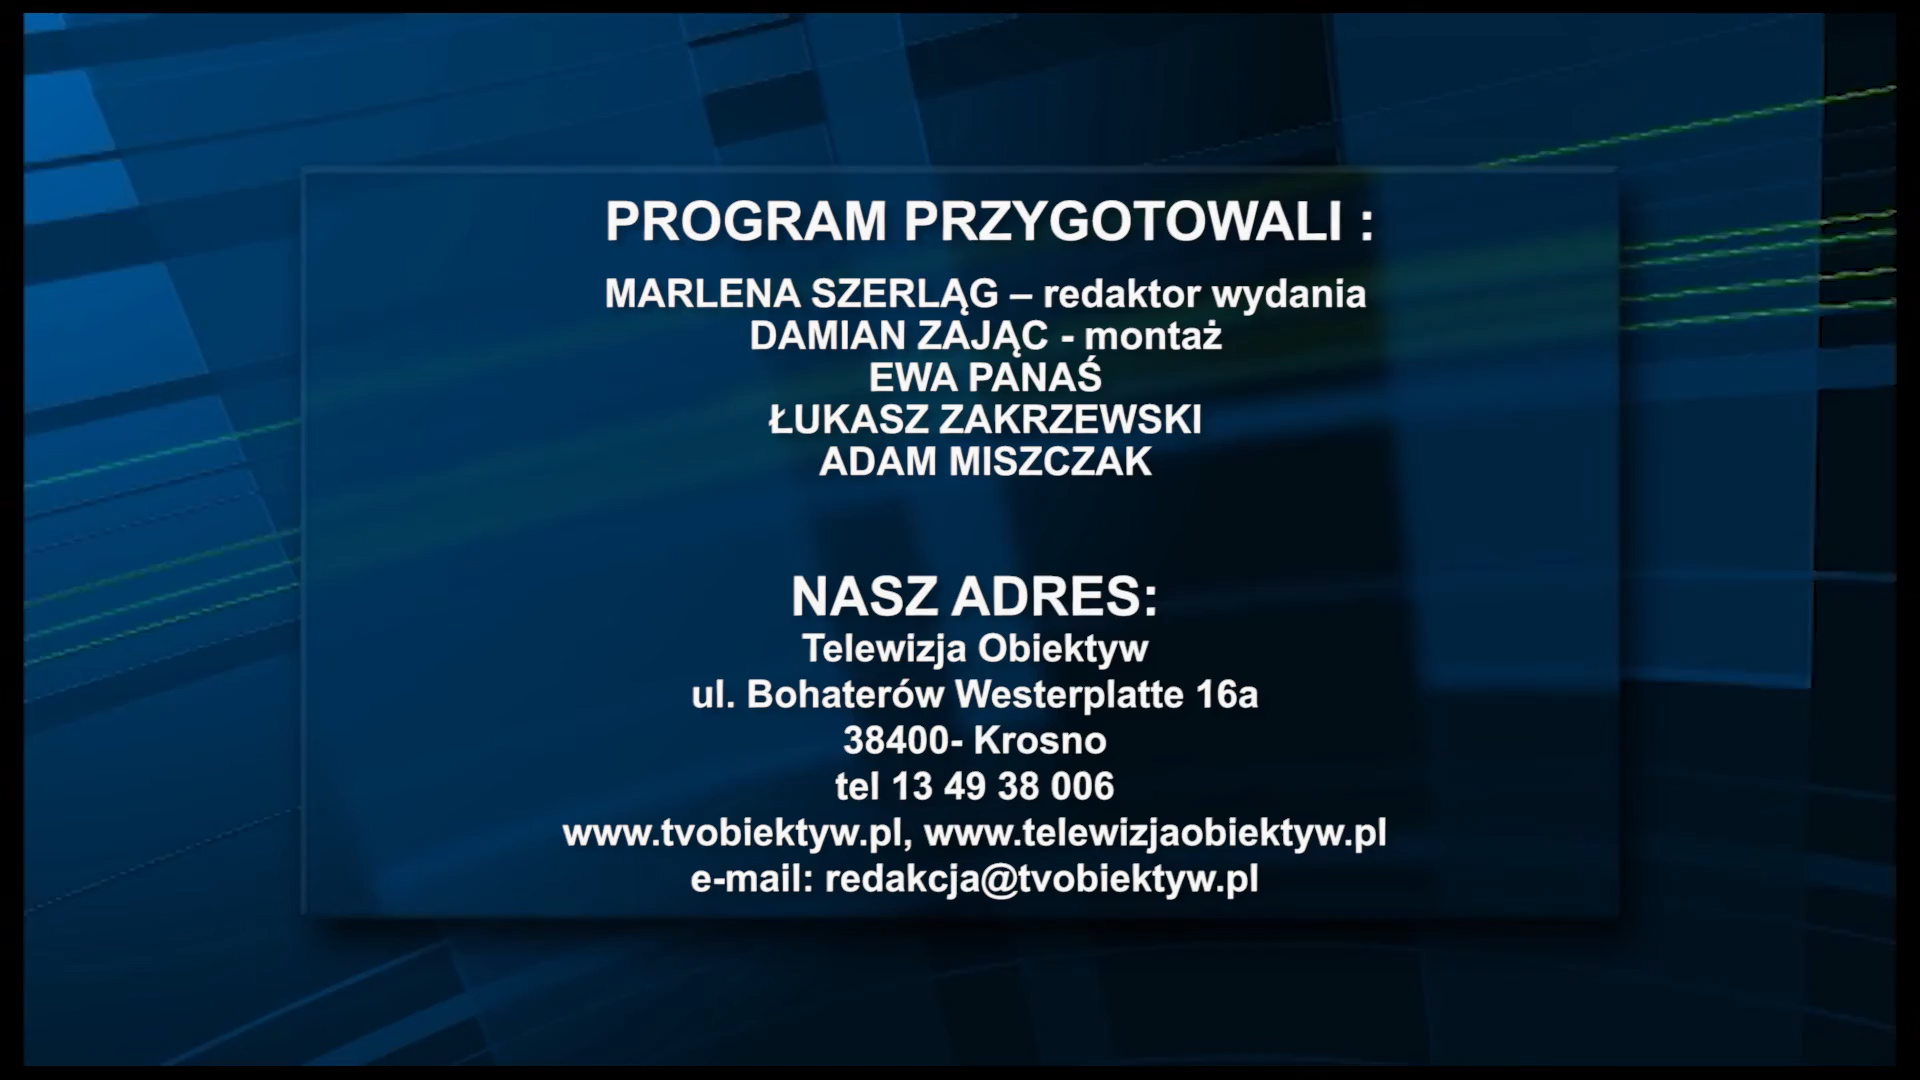 PROGRAM PRZYGOTOWALI :
MARLENA SZERLĄG – redaktor wydania
DAMIAN ZAJĄC - montaż
EWA PANAŚ
ŁUKASZ ZAKRZEWSKI
ADAM MISZCZAK
NASZ ADRES:
Telewizja Obiektyw
ul. Bohaterów Westerplatte 16a
38400- Krosno
tel 13 49 38 006
www.tvobiektyw.pl, www.telewizjaobiektyw.pl
e-mail: redakcja@tvobiektyw.pl